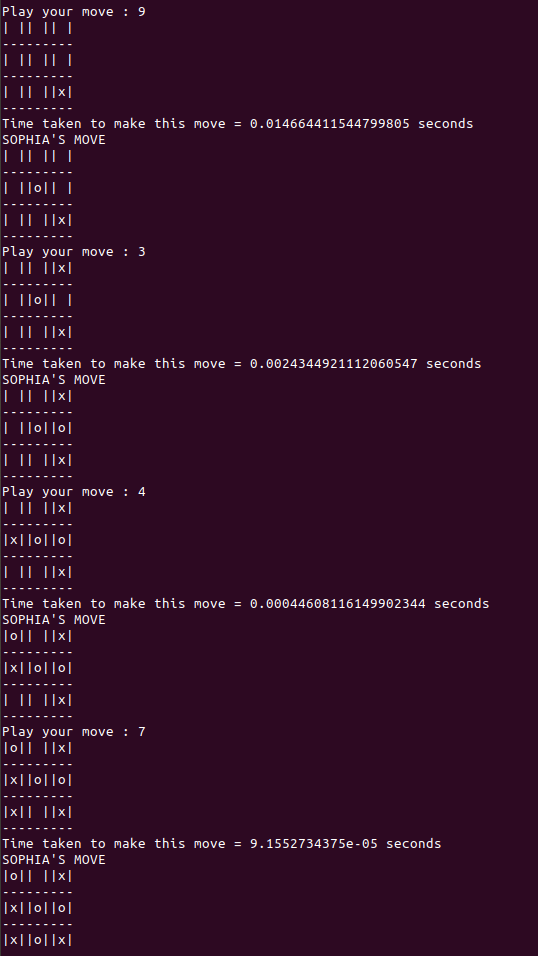 Play your move : 9
| || || |
---------
| || || |
---------
| || ||x|
---------
Time taken to make this move = 0.014664411544799805 seconds
SOPHIA'S MOVE
| || || |
---------
| ||o|| |
---------
| || ||x|
---------
Play your move : 3
| || ||x|
---------
| ||o|| |
---------
| || ||x|
---------
Time taken to make this move = 0.0024344921112060547 seconds
SOPHIA'S MOVE
| || ||x|
---------
| ||o||o|
---------
| || ||x|
---------
Play your move : 4
| || ||x|
---------
|x||o||o|
---------
| || ||x|
---------
Time taken to make this move = 0.00044608116149902344 seconds
SOPHIA'S MOVE
|o|| ||x|
---------
|x||o||o|
---------
| || ||x|
---------
Play your move : 7
|o|| ||x|
---------
|x||o||o|
---------
|x|| ||x|
---------
Time taken to make this move = 9.1552734375e-05 seconds
SOPHIA'S MOVE
|o|| ||x|
---------
|x||o||o|
---------
|x||o||x|